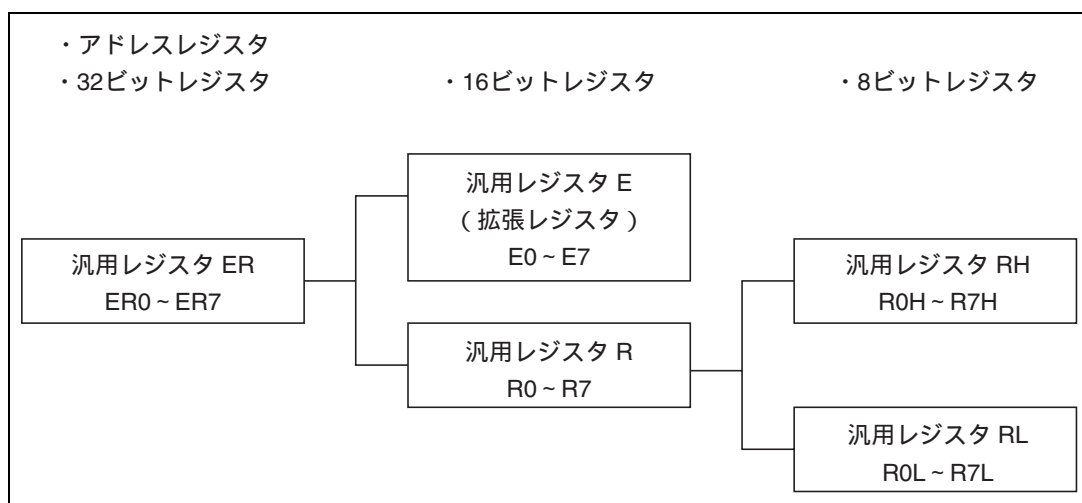 ・アドレスレジスタ
・32ビットレジスタ
・16ビットレジスタ
・8ビットレジスタ
汎用レジスタ ER
ER0 ~ ER7
汎用レジスタ E
( 拡張レジスタ )
E0 ~ E7
汎用レジスタ R
R0 ~ R7
汎用レジスタ RH
R0H ~ R7H
汎用レジスタ RL
R0L ~ R7L